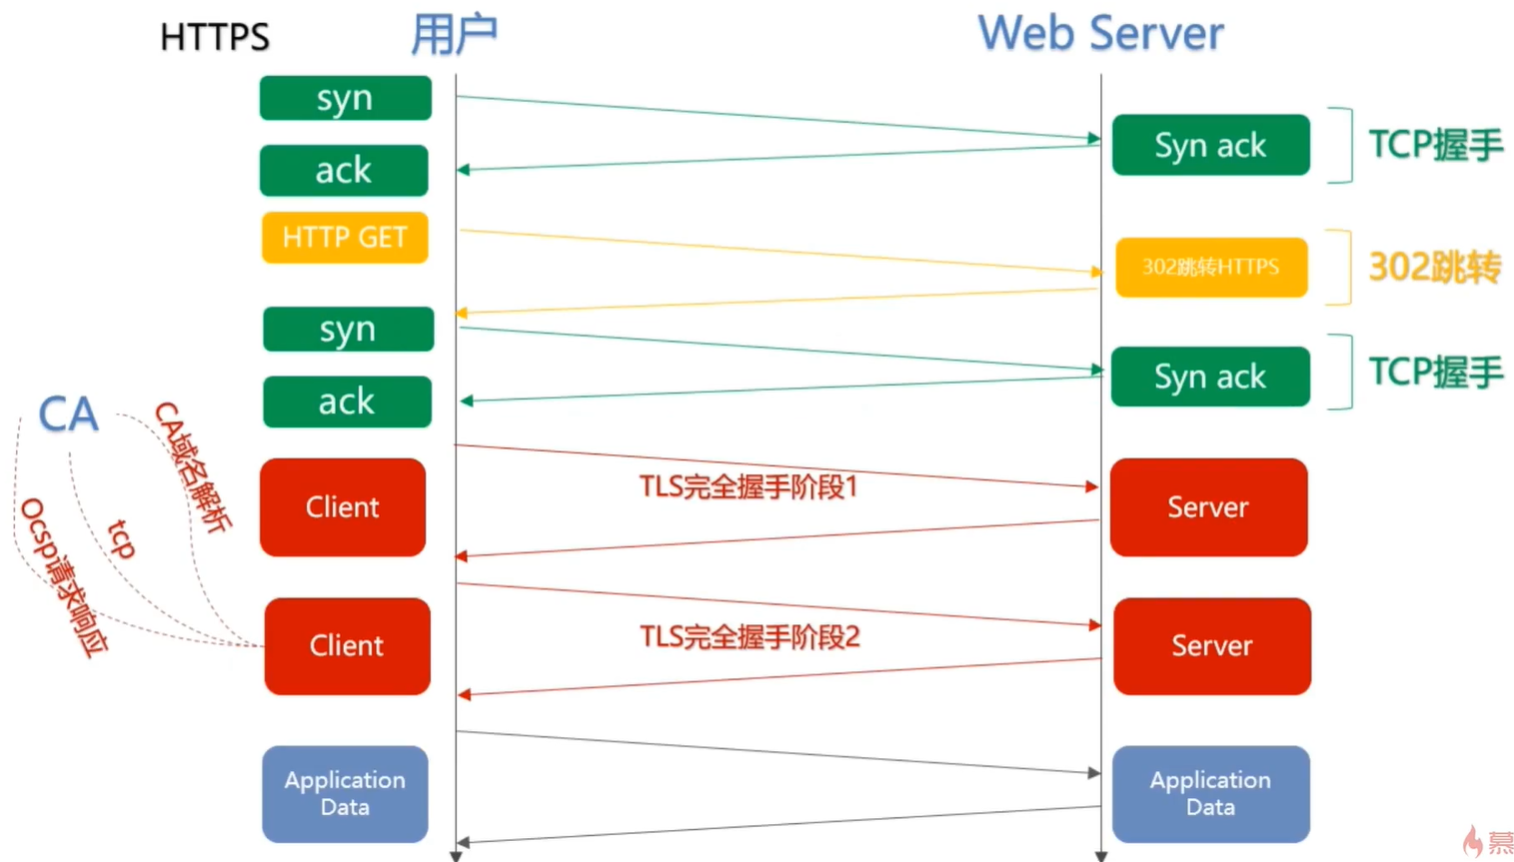 HTTPS
用户
Web Server
syn
Syn ack
TCP握手
ack
HTTP GET
302跳转HTTPS
302跳转
syn
Syn ack
TCP握手
ack
CA
CA域名解析
tcp
Ocsp请求响应
Client
TLS完全握手阶段1
Server
Client
TLS完全握手阶段2
Server
Application
Data
Application
Data
慕